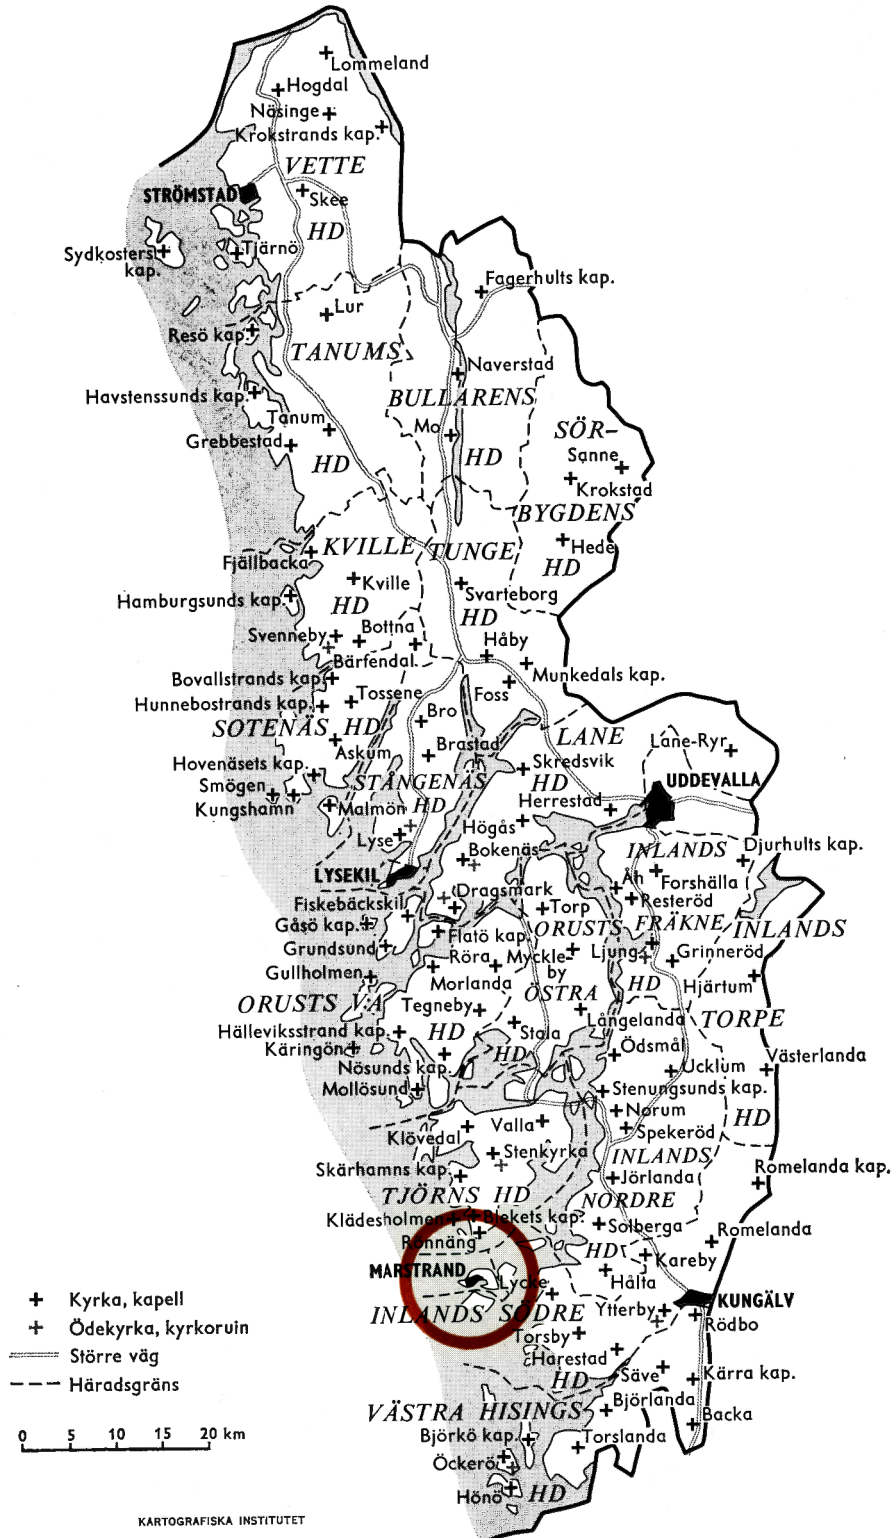 Lommeland
Hogdal
Näsinge
Krokstrands kap.
VETTE
STRÖMSTAD
Skee
HD
Sydkosters
kap.
Tjärnö
Fagerhults kap.
Lur
Resö kap.
TANUMS
Naverstad
Havstenssunds kap.
BULLARENS
Tanum
Mo
SÖR-
Grebbestad
Sanne
HD
HD
Krokstad
BYGDENS
KVILLE
TUNGE
Hede
Fjällbacka
HD
Kville
Svarteborg
Hamburgsunds kap.
HD
HD
Svenneby
Bottna
Håby
Bärfendal
Munkedals kap.
Bovallstrands kap.
Tossene
Foss
Hunnebostrands kap.
Bro
SOTENÄS HD
LANE
Askum
Brastad
Lane-Ryr
Hovenäsets kap.
Skredsvik
Smögen
STÅNGENÄS
HD
UDDEVALLA
Kungshamn
Malmön
HD
Herrestad
Lyse
Högås
Bokenäs
INLANDS
Djurhults kap.
LYSEKIL
Åh
Forshälla
Dragsmark
Resteröd
Fiskebäckskil
Torp
Gåsö kap.
Flatö kap.
ORUSTS
FRÄKNE
INLANDS
Grundsund
Röra
Myckle-
by
Ljung
Grinneröd
Gullholmen
Morlanda
HD
Hjärtum
ORUSTS VA
Tegneby
ÖSTRA
Långelanda
TORPE
Hälleviksstrand kap.
HD
Stala
Käringön
HD
Ödsmål
Västerlanda
Nösunds kap.
Ucklum
Mollösund
Stenungsunds kap.
Norum
HD
Klövedal
Valla
Spekeröd
Stenkyrka
INLANDS
Skärhamns kap.
Jörlanda
Romelanda kap.
TJÖRNS HD
NORDRE
Klädesholmen
Blekets kap.
Solberga
Romelanda
Rönnäng
HD
Kareby
MARSTRAND
Lycke
Hålta
KUNGÄLV
INLANDS SÖDRE
Ytterby
Rödbo
Torsby
Harestad
HD
Säve
Kärra kap.
VÄSTRA HISINGS
Björlanda
Backa
Björkö kap.
Torslanda
Öckerö
Hönö
HD
Kyrka, kapell
Ödekyrka, kyrkoruin
Större väg
Häradsgräns
0 5 10 15 20 km
KARTOGRAFISKA INSTITUTET